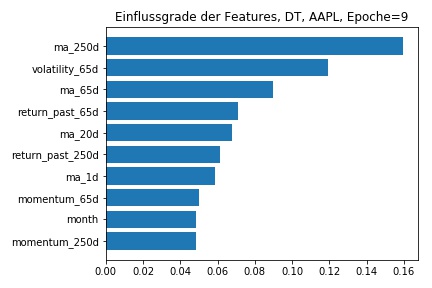 Einflussgrade der Features, DT, AAPL, Epoche=9
ma_250d
volatility_65d
ma_65d
return_past_65d
ma_20d
return_past_250d
ma_1d
momentum_65d
month
momentum_250d
0.00 0.02 0.04 0.06 0.08 0.10 0.12 0.14 0.16